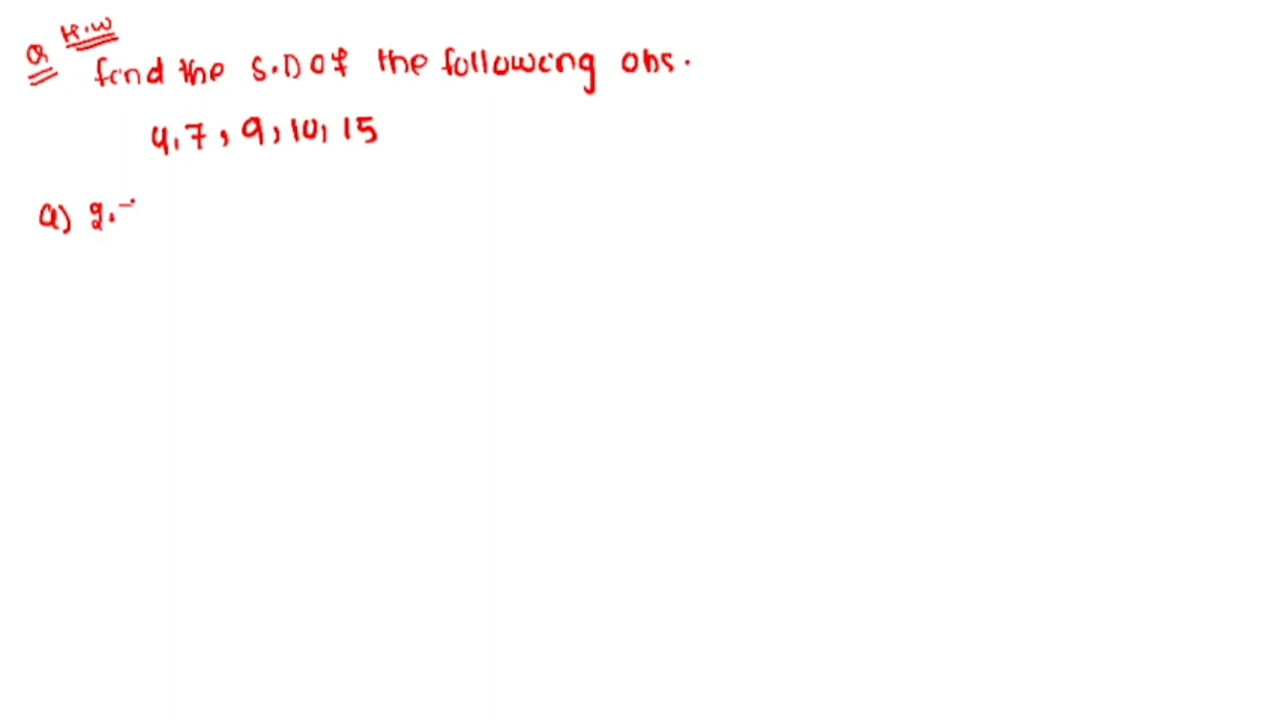 Q H.W
find the S.D of the following obs.
4, 7, 9, 10, 15
a)